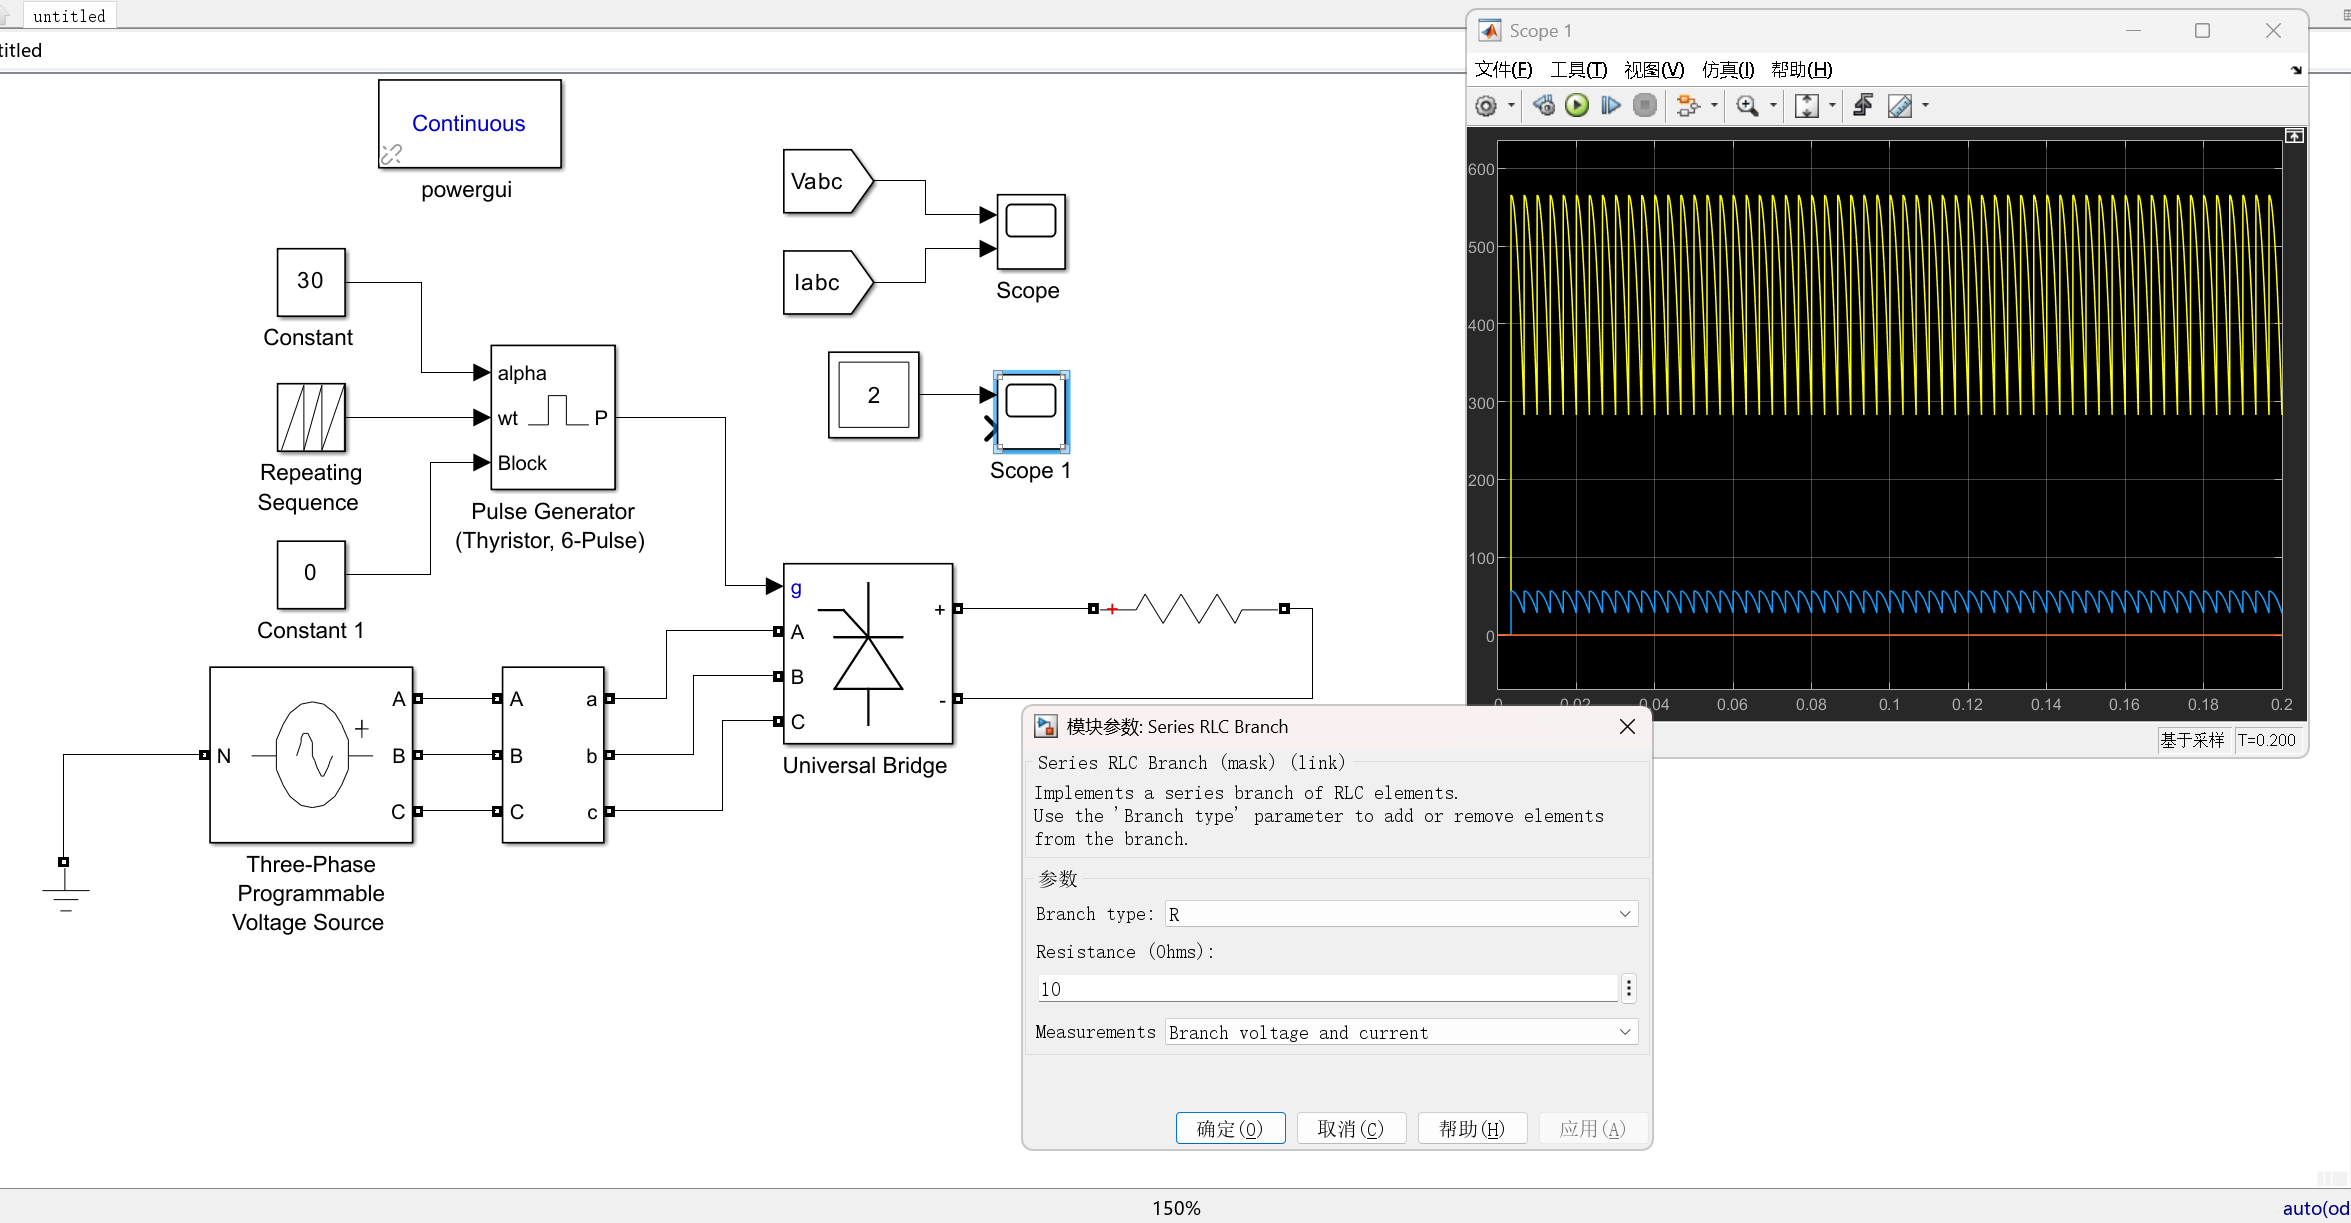 untitled
titled
Continuous
powergui
Vabc
Iabc
Scope
30
Constant
2
Scope 1
alpha
wt
P
Block
Repeating
Sequence
Pulse Generator
(Thyristor, 6-Pulse)
0
Constant 1
g
A
B
C
+
-
Universal Bridge
N
A
B
C
+
A
B
C
a
b
c
+
Three-Phase
Programmable
Voltage Source
Scope 1
文件(F) 工具(T) 视图(V) 仿真(I) 帮助(H)
600
500
400
300
200
100
0
0 0.02 0.04 0.06 0.08 0.1 0.12 0.14 0.16 0.18 0.2
基于采样 T=0.200
模块参数: Series RLC Branch
Series RLC Branch (mask) (link)
Implements a series branch of RLC elements.
Use the 'Branch type' parameter to add or remove elements
from the branch.
参数
Branch type: R
Resistance (Ohms):
10
Measurements Branch voltage and current
确定(O) 取消(C) 帮助(H) 应用(A)
150%
auto(od